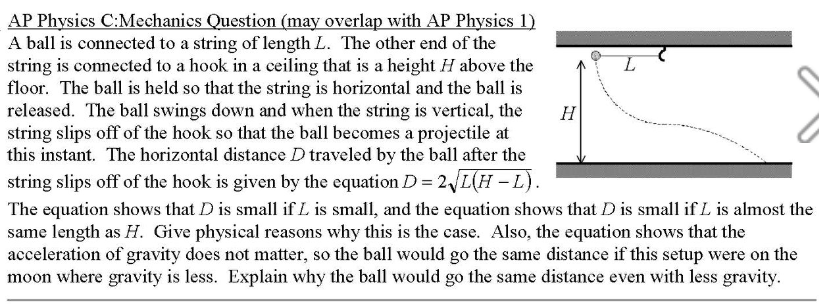 AP Physics C:Mechanics Question (may overlap with AP Physics 1)
A ball is connected to a string of length L. The other end of the
string is connected to a hook in a ceiling that is a height H above the
floor. The ball is held so that the string is horizontal and the ball is
released. The ball swings down and when the string is vertical, the
string slips off of the hook so that the ball becomes a projectile at
this instant. The horizontal distance D traveled by the ball after the
string slips off of the hook is given by the equation D = 2√L(H − L).
The equation shows that D is small if L is small, and the equation shows that D is small if L is almost the
same length as H. Give physical reasons why this is the case. Also, the equation shows that the
acceleration of gravity does not matter, so the ball would go the same distance if this setup were on the
moon where gravity is less. Explain why the ball would go the same distance even with less gravity.
L
H